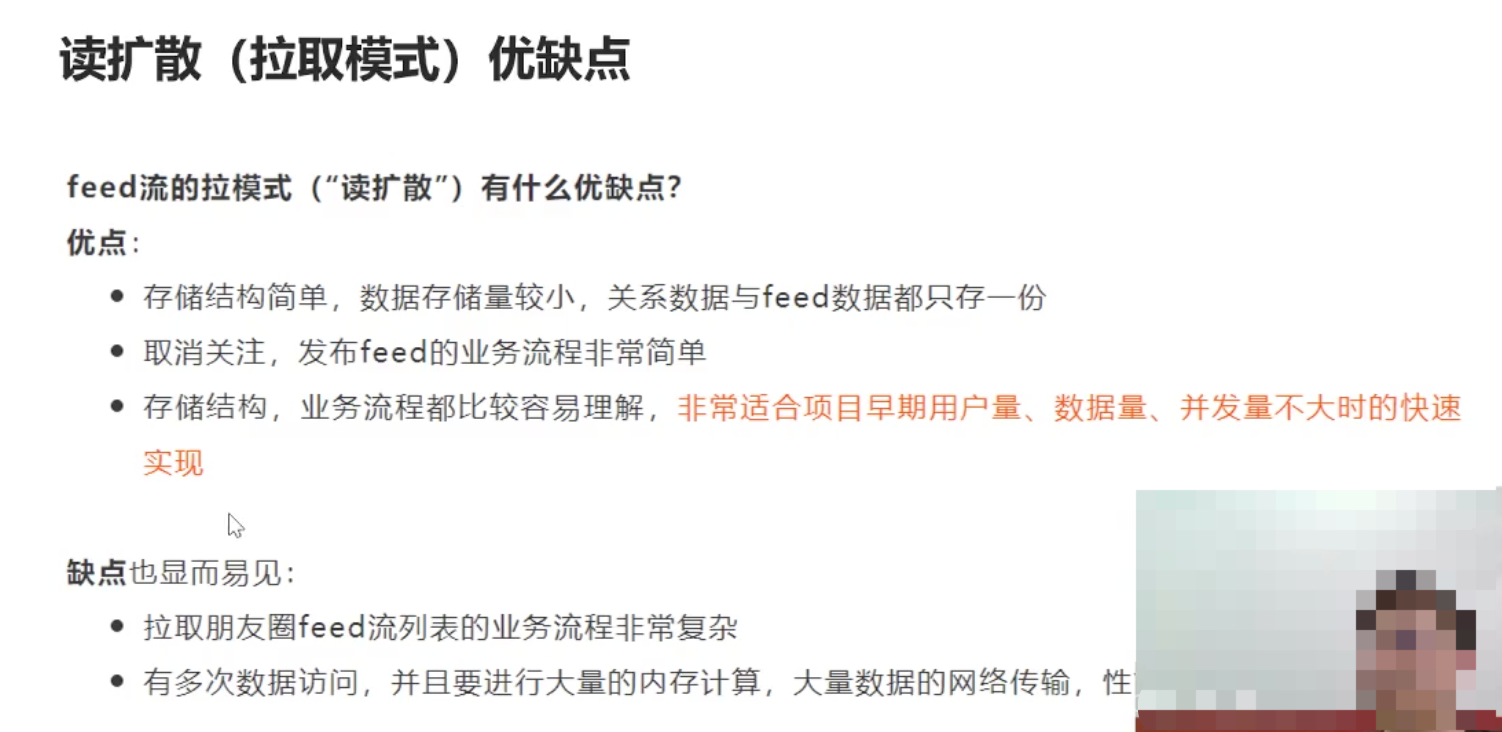 读扩散（拉取模式）优缺点
feed流的拉模式（“读扩散”）有什么优缺点？
优点：
存储结构简单，数据存储量较小，关系数据与feed数据都只存一份
取消关注，发布feed的业务流程非常简单
存储结构，业务流程都比较容易理解，非常适合项目早期用户量、数据量、并发量不大时的快速
实现
缺点也显而易见：
拉取朋友圈feed流列表的业务流程非常复杂
有多次数据访问，并且要进行大量的内存计算，大量数据的网络传输，性